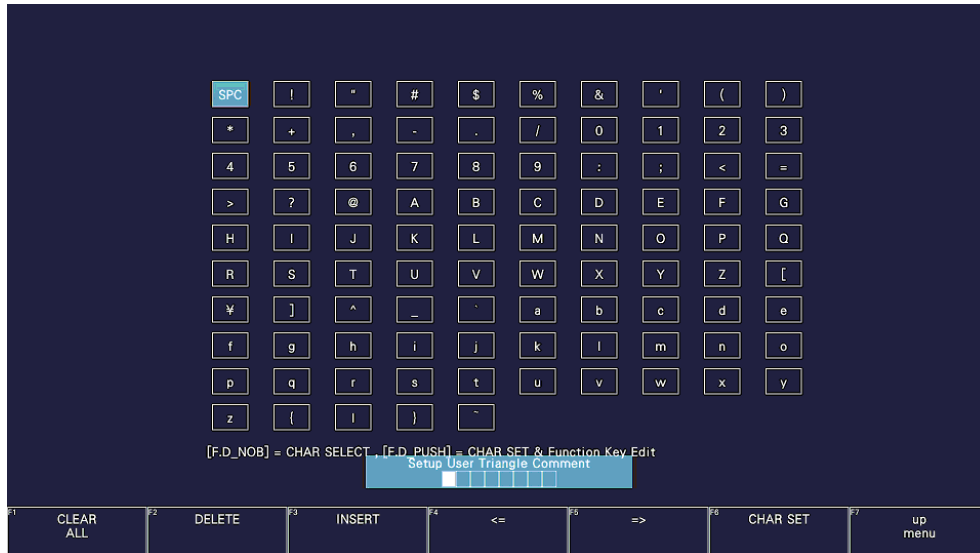 SPC ! " # $ % & ' ( )
* + , - . / 0 1 2 3
4 5 6 7 8 9 : ; < =
> ? @ A B C D E F G
H I J K L M N O P Q
R S T U V W X Y Z [
¥ ] ^ _ ` a b c d e
f g h i j k l m n o
p q r s t u v w x y
z { | } ~
[F.D_NOB] = CHAR SELECT , [F.D_PUSH] = CHAR SET & Function Key Edit
Setup User Triangle Comment
F1 CLEAR ALL F2 DELETE F3 INSERT F4 <= F5 => F6 CHAR SET F7 up menu